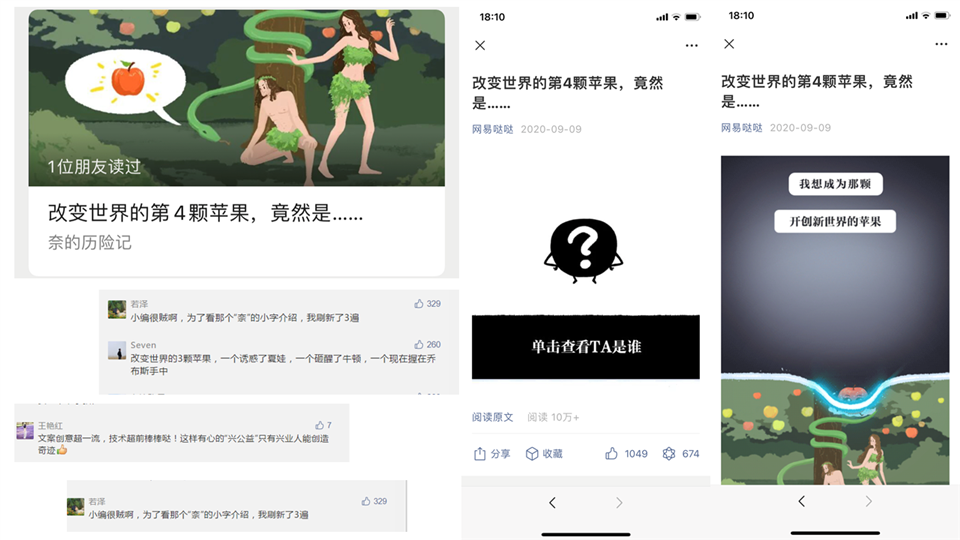 1位朋友读过
改变世界的第4颗苹果，竟然是……
奈的历险记
若泽
329
小编很贼啊，为了看那个“奈”的小字介绍，我刷新了3遍
Seven
260
改变世界的3颗苹果，一个诱惑了夏娃，一个砸醒了牛顿，一个现在握在乔
布斯手中
王艳红
7
文案创意超一流，技术超前棒棒哒！这样有心的“兴公益”只有兴业人能创造
奇迹👍
若泽
329
小编很贼啊，为了看那个“奈”的小字介绍，我刷新了3遍
18:10
改变世界的第4颗苹果，竟然
是……
网易哒哒 2020-09-09
?
单击查看TA是谁
阅读原文 阅读 10万+
分享 收藏 1049 674
18:10
改变世界的第4颗苹果，竟然
是……
网易哒哒 2020-09-09
我想成为那颗
开创新世界的苹果